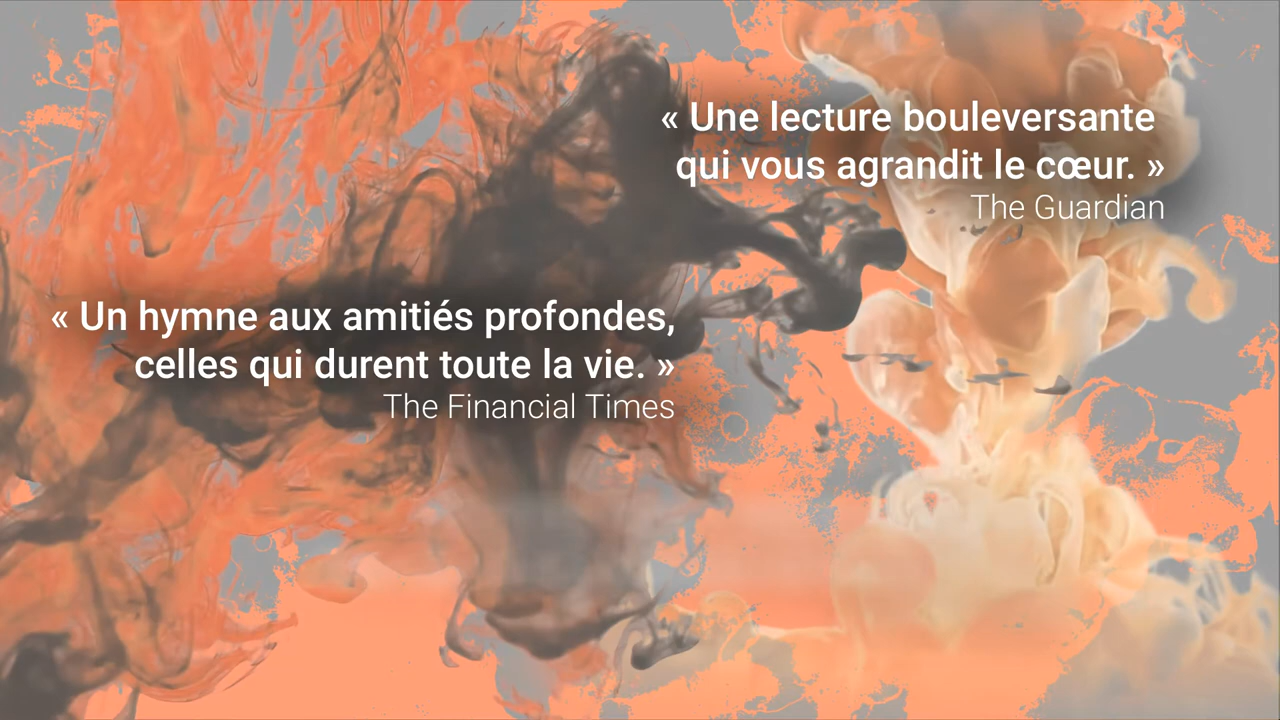 « Une lecture bouleversante
qui vous agrandit le cœur. »
The Guardian
« Un hymne aux amitiés profondes,
celles qui durent toute la vie. »
The Financial Times